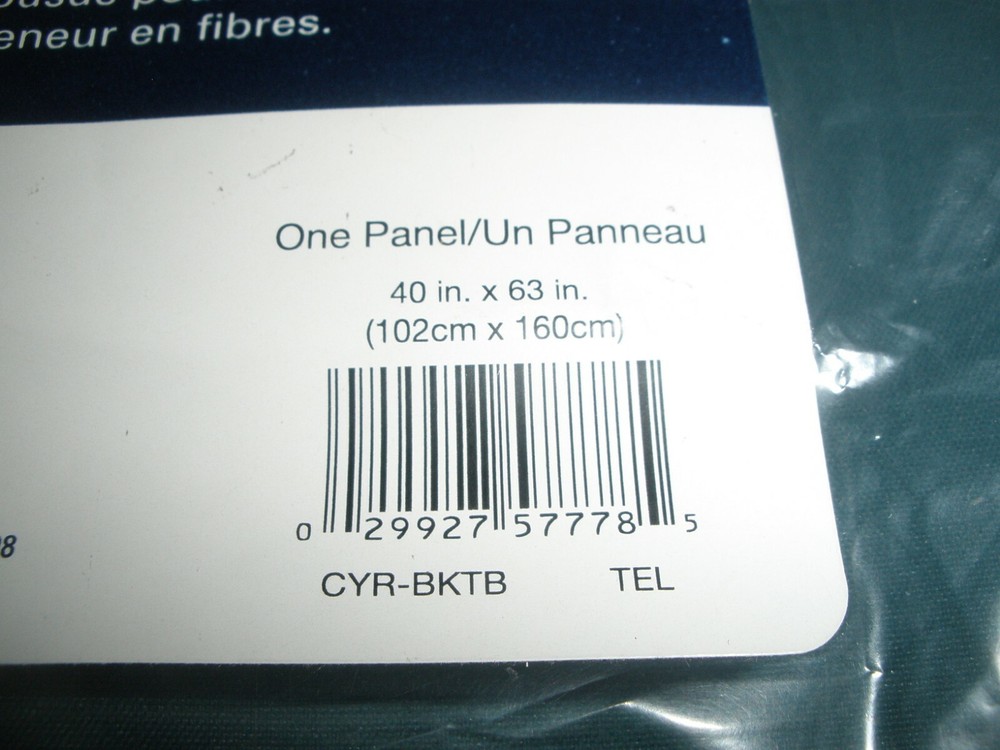 en fibres.
One Panel/Un Panneau
40 in. x 63 in.
(102cm x 160cm)
0 29927 57778 5
CYR-BKTB TEL